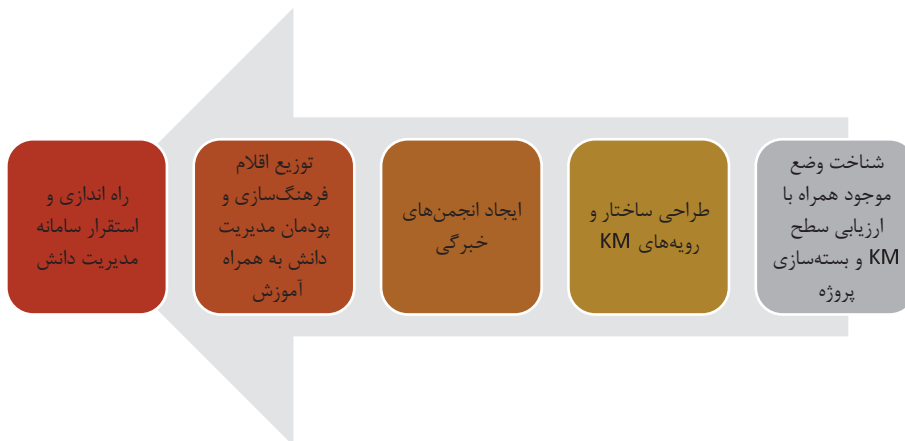 شناخت وضع
موجود همراه با
ارزیابی سطح
KM و بسته‌سازی
پروژه
طراحی ساختار و
رویه‌های KM
ایجاد انجمن‌های
خبرگی
توزیع اقلام
فرهنگ‌سازی و
پودمان مدیریت
دانش به همراه
آموزش
راه اندازی و
استقرار سامانه
مدیریت دانش